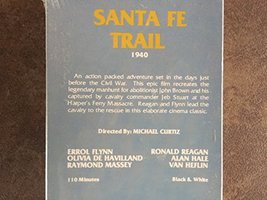 SANTA FE
TRAIL
1940
An action packed adventure set in the days just
before the Civil War. This epic film recreates the
legendary manhunt for abolitionist John Brown and his
captured by cavalry commander Jeb Stuart at the
Harper's Ferry Massacre. Reagan and Flynn lead the
cavalry to the rescue in this elaborate cinema classic.
Directed By: MICHAEL CURTIZ
ERROL FLYNN RONALD REAGAN
OLIVIA DE HAVILLAND ALAN HALE
RAYMOND MASSEY VAN HEFLIN
110 Minutes Black & White